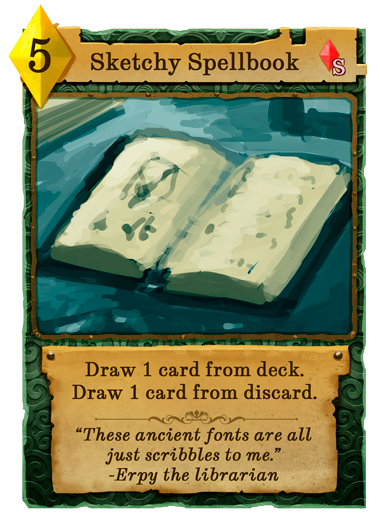 5
Sketchy Spellbook
S
Draw 1 card from deck.
Draw 1 card from discard.
“These ancient fonts are all
just scribbles to me.”
-Erpy the librarian